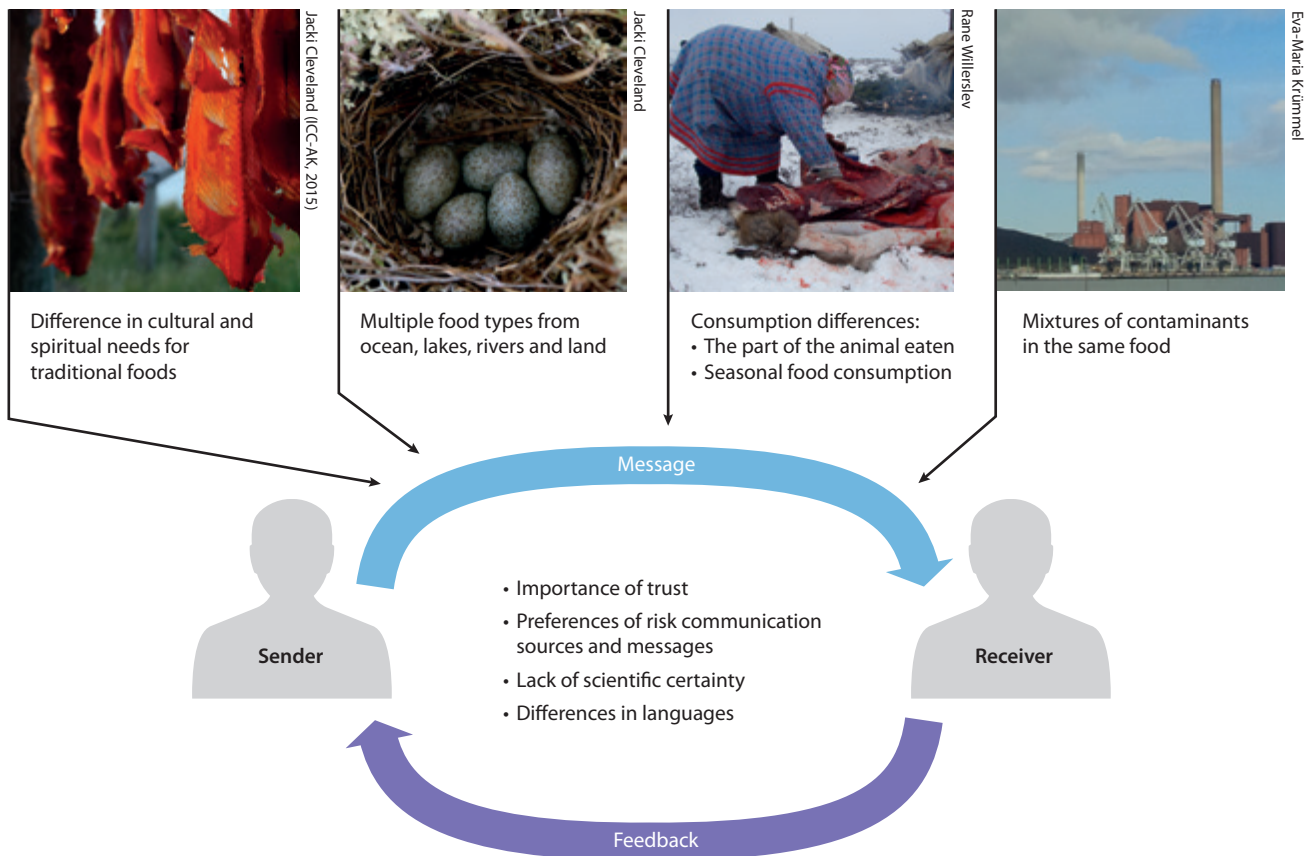 Jacki Cleveland (ICC-AK, 2015)
Jacki Cleveland
Rane Willerslev
Eva-Maria Krümmel
Difference in cultural and
spiritual needs for
traditional foods
Multiple food types from
ocean, lakes, rivers and land
Consumption differences:
• The part of the animal eaten
• Seasonal food consumption
Mixtures of contaminants
in the same food
Message
• Importance of trust
• Preferences of risk communication
sources and messages
• Lack of scientific certainty
• Differences in languages
Sender
Receiver
Feedback